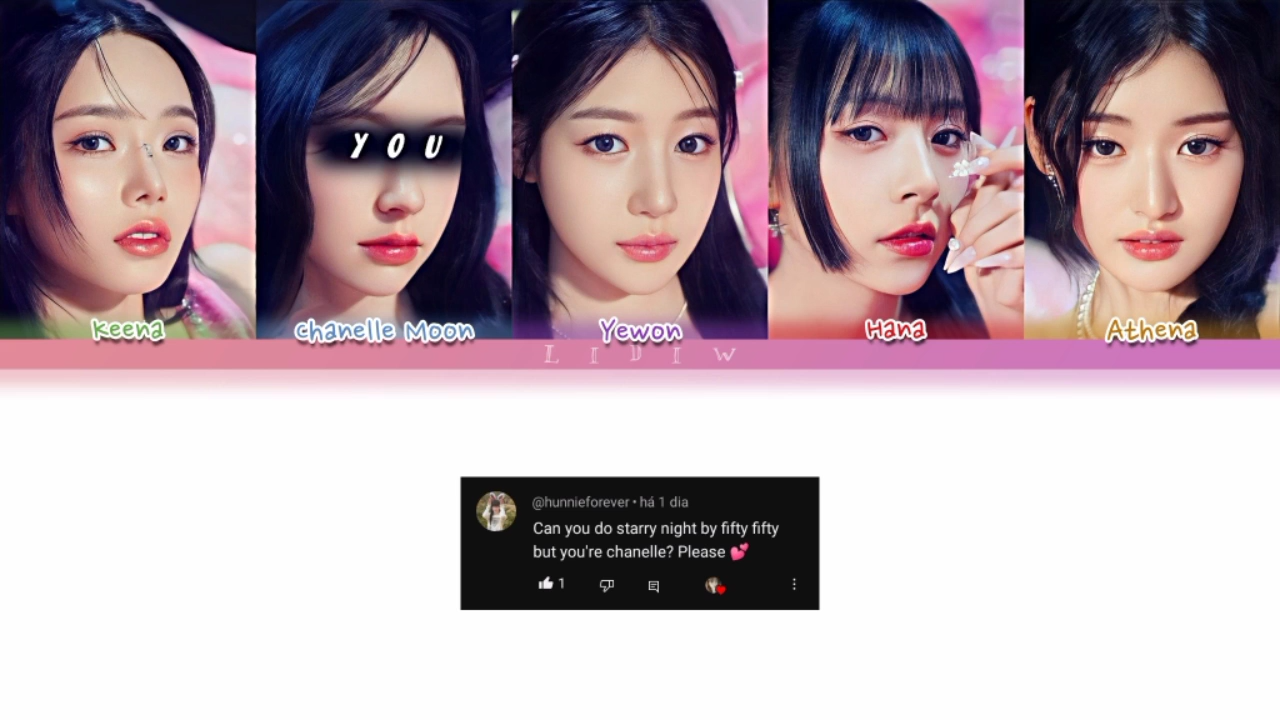 Y O U
Keena
chanelle Moon
Yewon
Hana
Athena
L I D I W
@hunnieforever • há 1 dia
Can you do starry night by fifty fifty
but you're chanelle? Please 💕
1